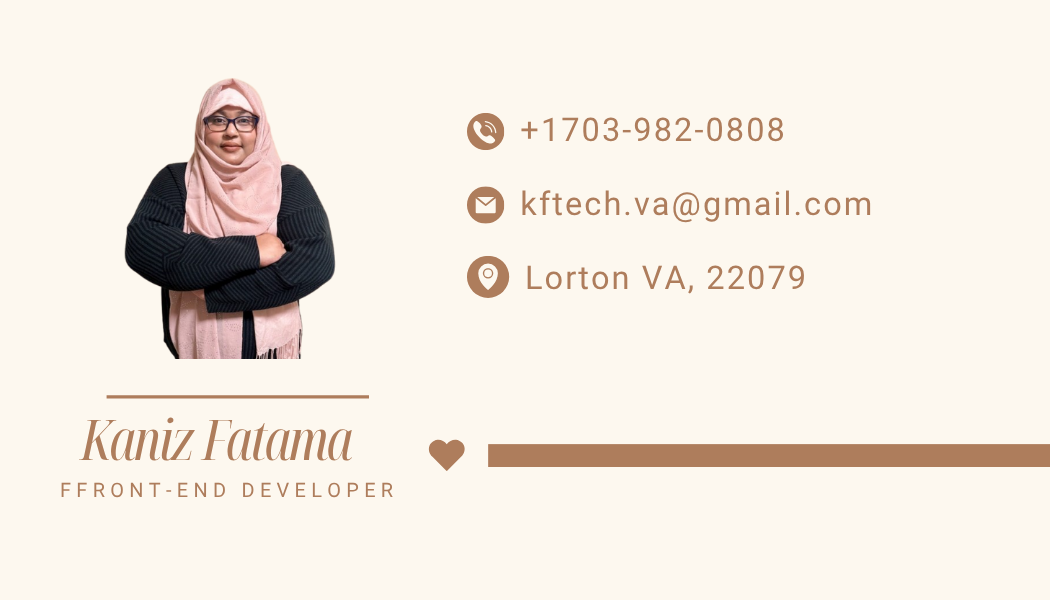 +1703-982-0808
kftech.va@gmail.com
Lorton VA, 22079
Kaniz Fatama
FFRONT-END DEVELOPER